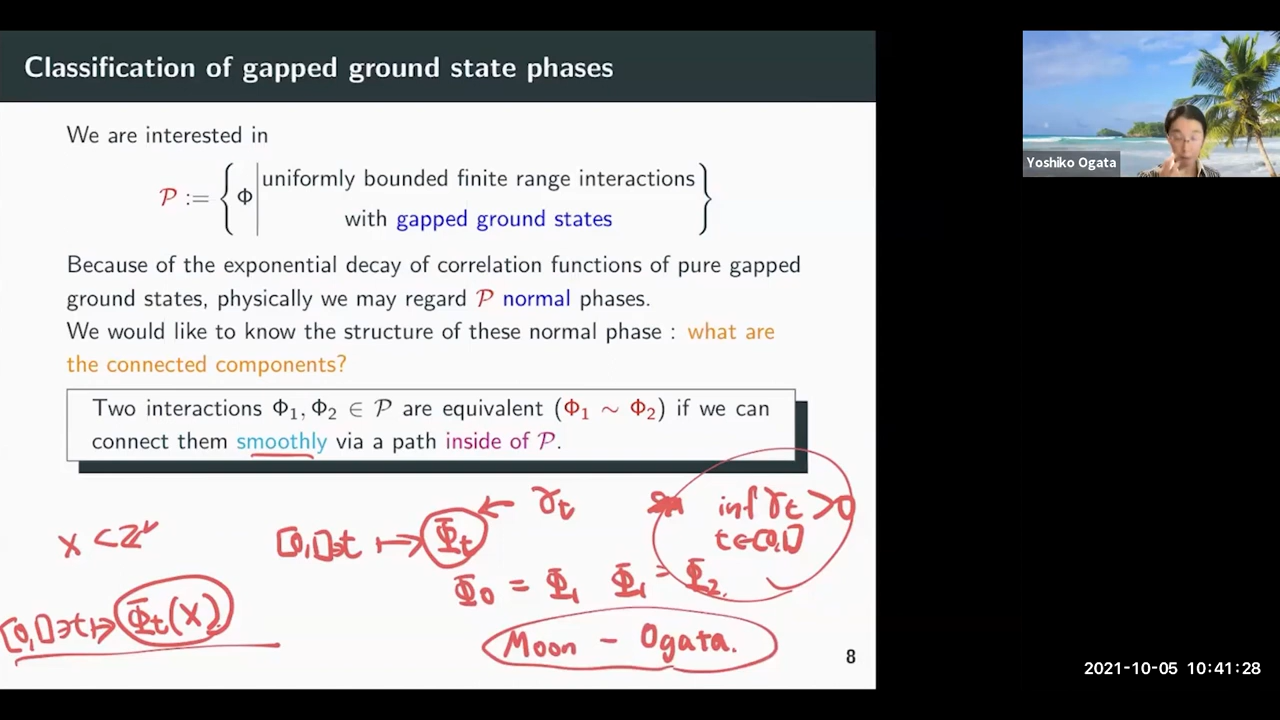 Classification of gapped ground state phases
We are interested in
𝒫 := { Φ | uniformly bounded finite range interactions
with gapped ground states }
Because of the exponential decay of correlation functions of pure gapped
ground states, physically we may regard 𝒫 normal phases.
We would like to know the structure of these normal phase : what are
the connected components?
Two interactions Φ₁, Φ₂ ∈ 𝒫 are equivalent (Φ₁ ∼ Φ₂) if we can
connect them smoothly via a path inside of 𝒫.
X ⊂ ℤ^ν
[0,1]∋t ↦ Φt ← γt
inf γt >0
t∈[0,1]
Φ0 = Φ1 Φ1 = Φ2
[0,1]∋t ↦ Φt(X)
Moon - Ogata.
8
Yoshiko Ogata
2021-10-05 10:41:28